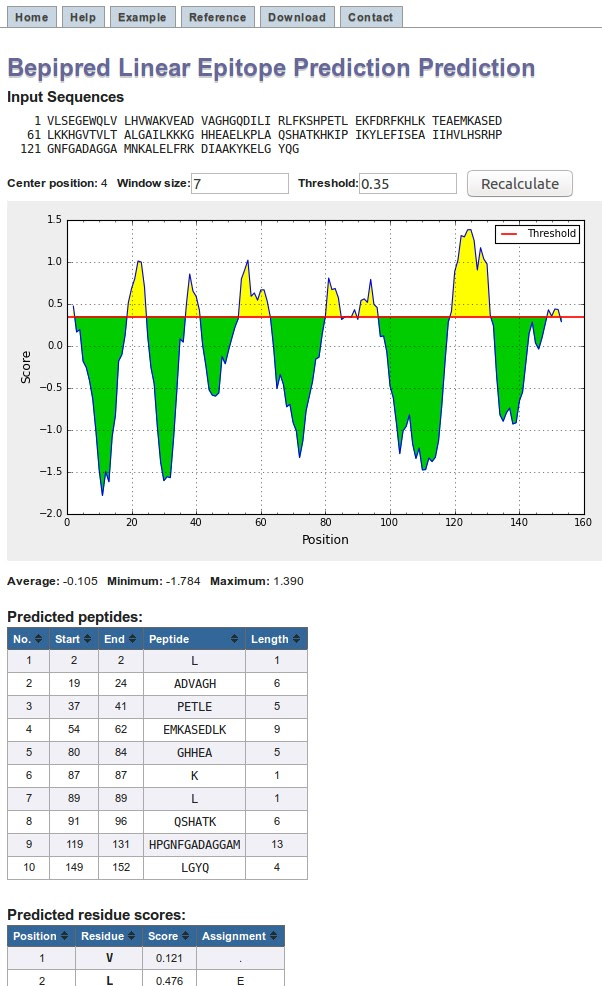 Home Help Example Reference Download Contact
Bepipred Linear Epitope Prediction Prediction
Input Sequences
1 VLSEGEWQLV LHVWAKVEAD VAGHGQDILI RLFKSHPETL EKFDRFKHLK TEAEMKASED
61 LKKHGVTVLT ALGAILKKKG HHEAELKPLA QSHATKHKIP IKYLEFISEA IIHVLHSRHP
121 GNFGADAGGA MNKALELFRK DIAAKYKELG YQG
Center position: 4 Window size: 7 Threshold: 0.35 Recalculate
1.5
1.0
0.5
0.0
−0.5
−1.0
−1.5
−2.0
Score
Threshold
0 20 40 60 80 100 120 140 160
Position
Average: -0.105 Minimum: -1.784 Maximum: 1.390
Predicted peptides:
No. Start End Peptide Length
1 2 2 L 1
2 19 24 ADVAGH 6
3 37 41 PETLE 5
4 54 62 EMKASEDLK 9
5 80 84 GHHEA 5
6 87 87 K 1
7 89 89 L 1
8 91 96 QSHATK 6
9 119 131 HPGNFGADAGGAM 13
10 149 152 LGYQ 4
Predicted residue scores:
Position Residue Score Assignment
1 V 0.121 .
2 L 0.476 E